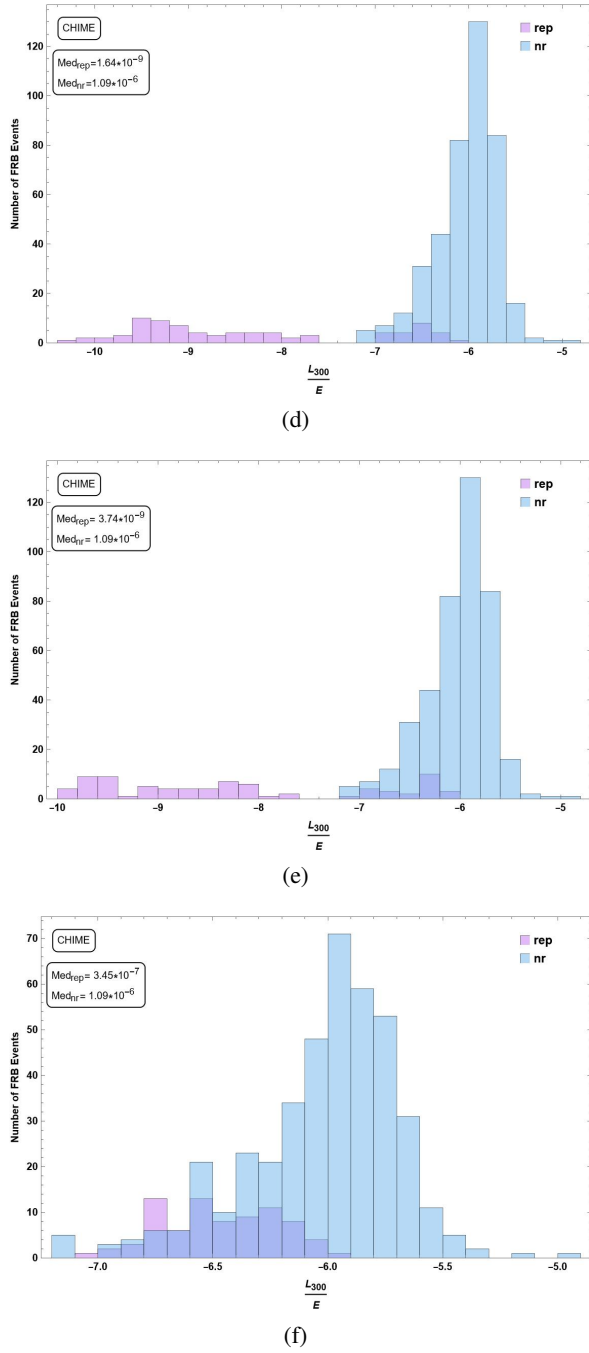 CHIME
Med_rep=1.64*10^−9
Med_nr=1.09*10^−6
rep
nr
Number of FRB Events
120
100
80
60
40
20
0
−10 −9 −8 −7 −6 −5
L_300
E
(d)
CHIME
Med_rep= 3.74*10^−9
Med_nr= 1.09*10^−6
rep
nr
Number of FRB Events
120
100
80
60
40
20
0
−10 −9 −8 −7 −6 −5
L_300
E
(e)
CHIME
Med_rep= 3.45*10^−7
Med_nr= 1.09*10^−6
rep
nr
Number of FRB Events
70
60
50
40
30
20
10
0
−7.0 −6.5 −6.0 −5.5 −5.0
L_300
E
(f)